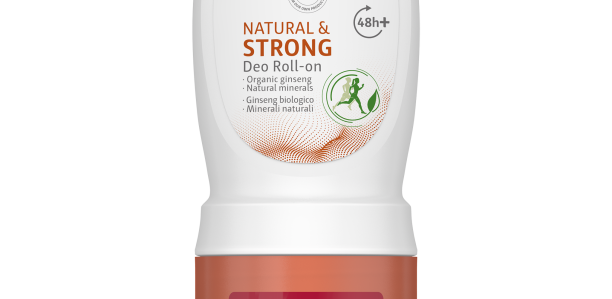 48h+
NATURAL &
STRONG
Deo Roll-on
· Organic ginseng
· Natural minerals
· Ginseng biologico
· Minerali naturali